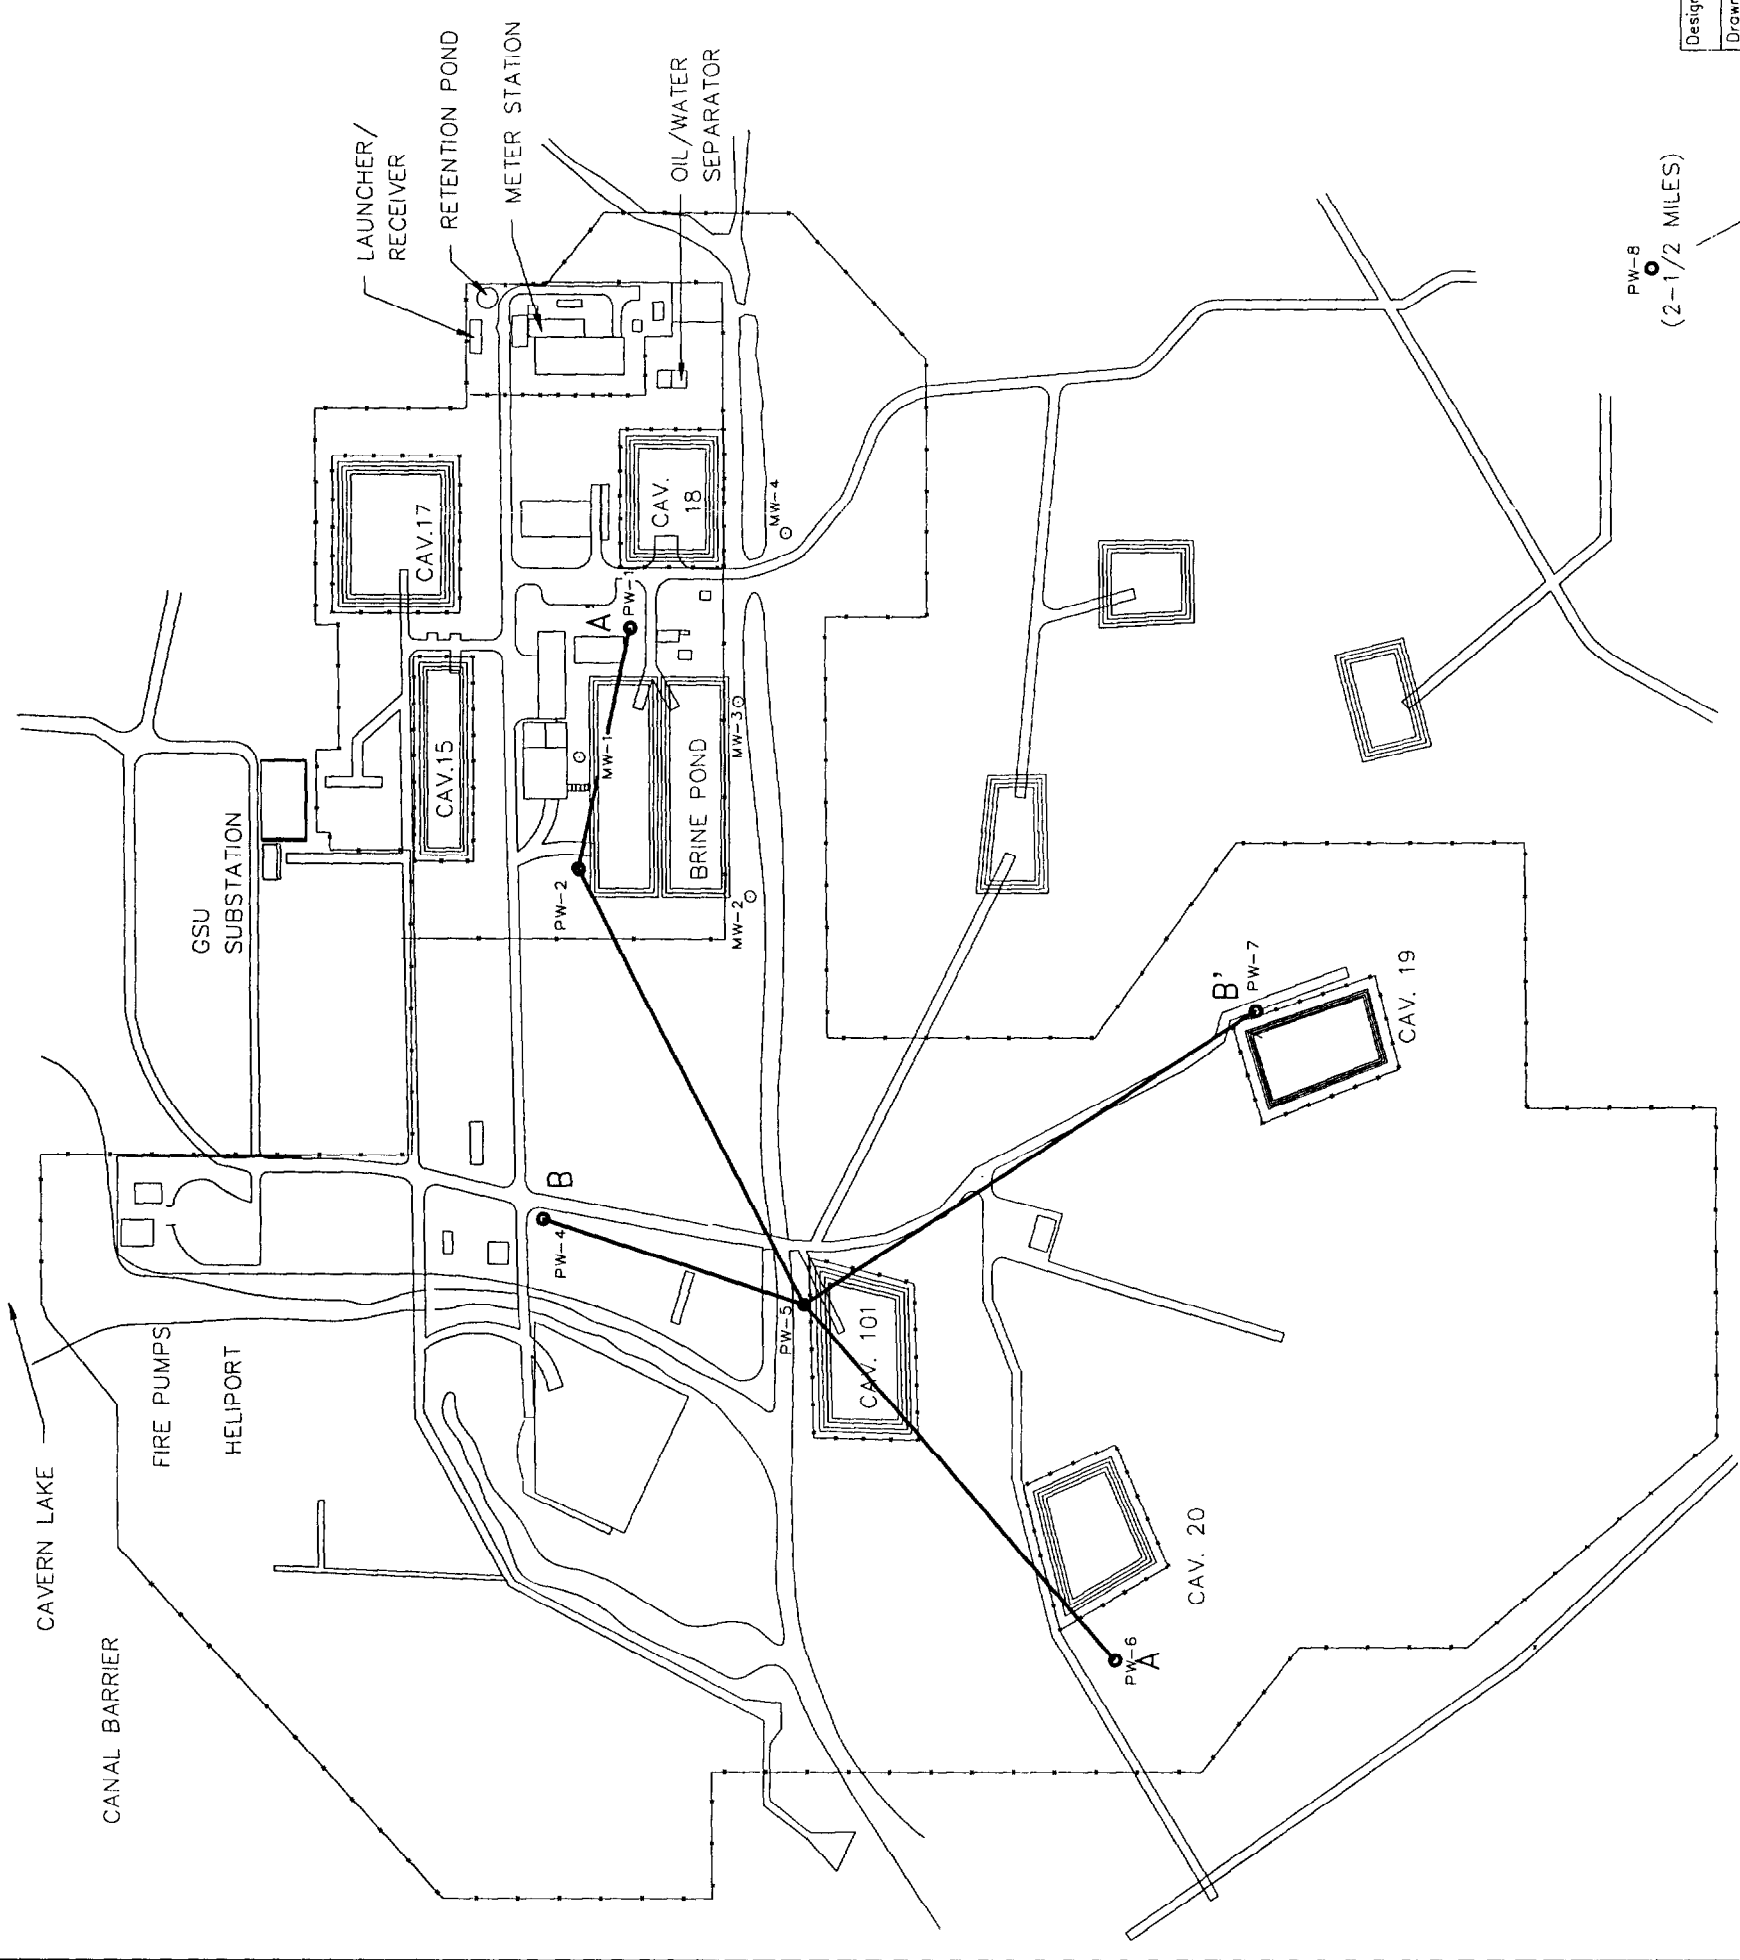 CAVERN LAKE
CANAL BARRIER
FIRE PUMPS
HELIPORT
GSU
SUBSTATION
LAUNCHER/
RECEIVER
RETENTION POND
METER STATION
OIL/WATER
SEPARATOR
CAV.17
CAV.15
CAV.
18
MW-4
A'
PW-1
MW-1
MW-3
BRINE POND
PW-2
MW-2
B
PW-4
PW-5
CAV. 101
B'
PW-7
CAV. 19
CAV. 20
PW-6
A
PW-8
(2-1/2 MILES)
Design
Drawn